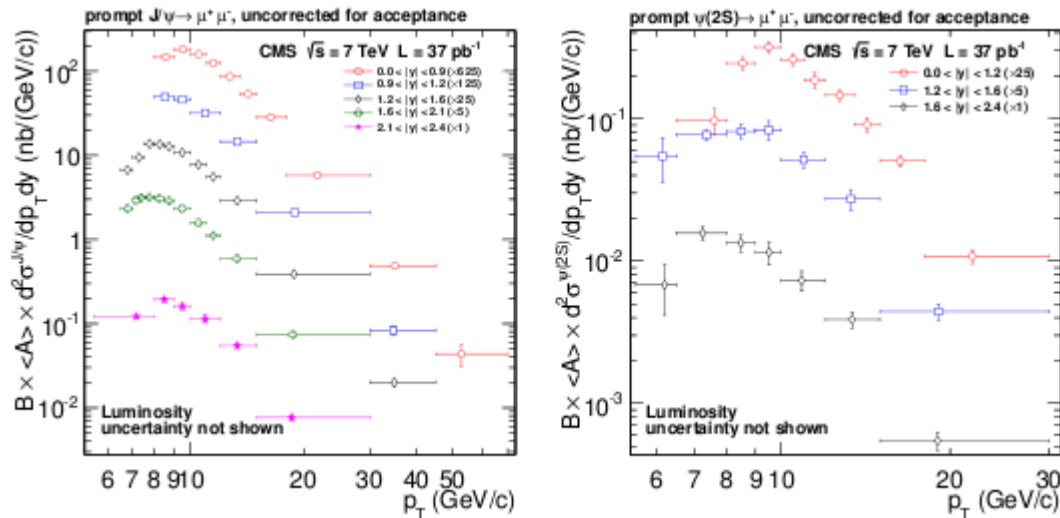 prompt J/ψ→ μ⁺ μ⁻, uncorrected for acceptance
CMS √s = 7 TeV L = 37 pb⁻¹
0.0 < |y| < 0.9 (×625)
0.9 < |y| < 1.2 (×125)
1.2 < |y| < 1.6 (×25)
1.6 < |y| < 2.1 (×5)
2.1 < |y| < 2.4 (×1)
B × <A> × d²σ^J/ψ/dp_T dy (nb/(GeV/c))
10²
10
1
10⁻¹
10⁻²
Luminosity
uncertainty not shown
6 7 8 9 10 20 30 40 50
p_T (GeV/c)
prompt ψ(2S)→ μ⁺ μ⁻, uncorrected for acceptance
CMS √s = 7 TeV L = 37 pb⁻¹
0.0 < |y| < 1.2 (×25)
1.2 < |y| < 1.6 (×5)
1.6 < |y| < 2.4 (×1)
B × <A> × d²σ^ψ(2S)/dp_T dy (nb/(GeV/c))
10⁻¹
10⁻²
10⁻³
Luminosity
uncertainty not shown
6 7 8 9 10 20 30
p_T (GeV/c)